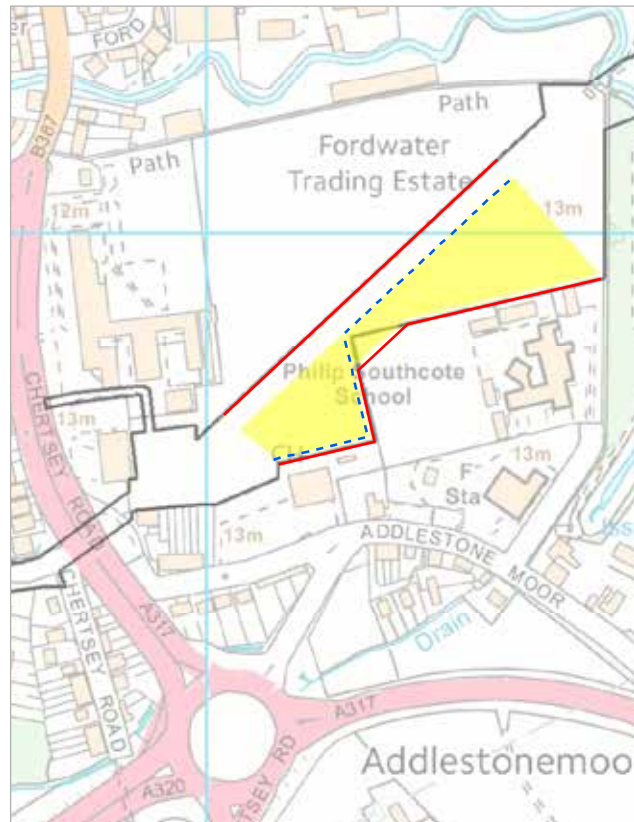 FORD
B387
Path
Path
Fordwater
Trading Estate
12m
13m
Philip Southcote
School
13m
CHERTSEY ROAD
13m
F
Sta
13m
ADDLESTONE MOOR
CHERTSEY ROAD
A317
Drain
A317
Addlestonemoo
A320
TSEY RD